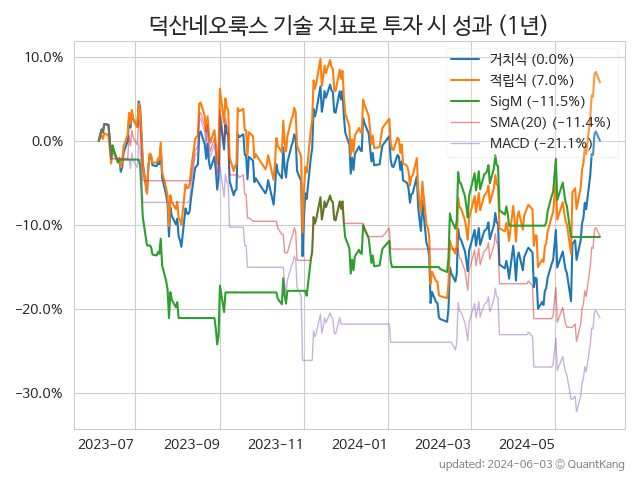 덕산네오룩스 기술 지표로 투자 시 성과 (1년)
10.0%
0.0%
−10.0%
−20.0%
−30.0%
거치식 (0.0%)
적립식 (7.0%)
SigM (−11.5%)
SMA(20) (−11.4%)
MACD (−21.1%)
2023-07 2023-09 2023-11 2024-01 2024-03 2024-05
updated: 2024-06-03 © QuantKang